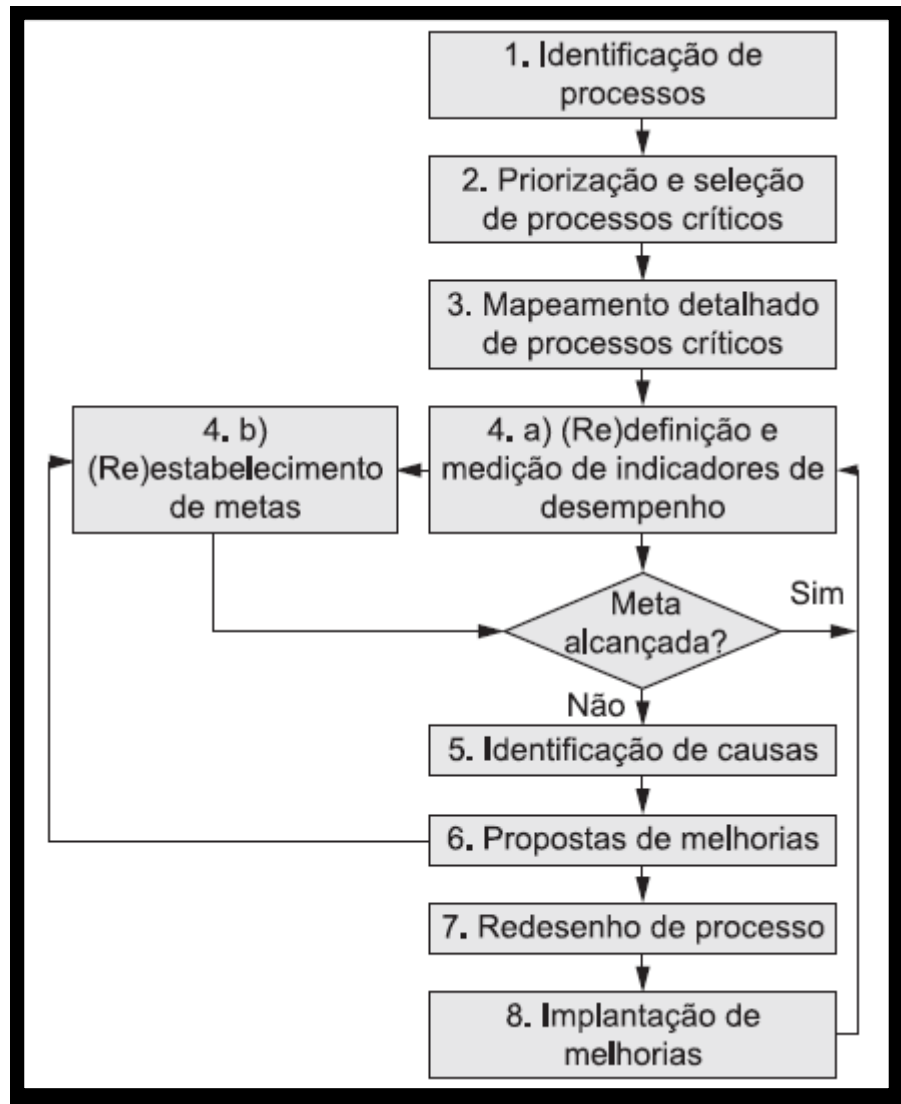 1. Identificação de
processos
2. Priorização e seleção
de processos críticos
3. Mapeamento detalhado
de processos críticos
4. b)
(Re)estabelecimento
de metas
4. a) (Re)definição e
medição de indicadores de
desempenho
Meta
alcançada?
Sim
Não
5. Identificação de causas
6. Propostas de melhorias
7. Redesenho de processo
8. Implantação de
melhorias